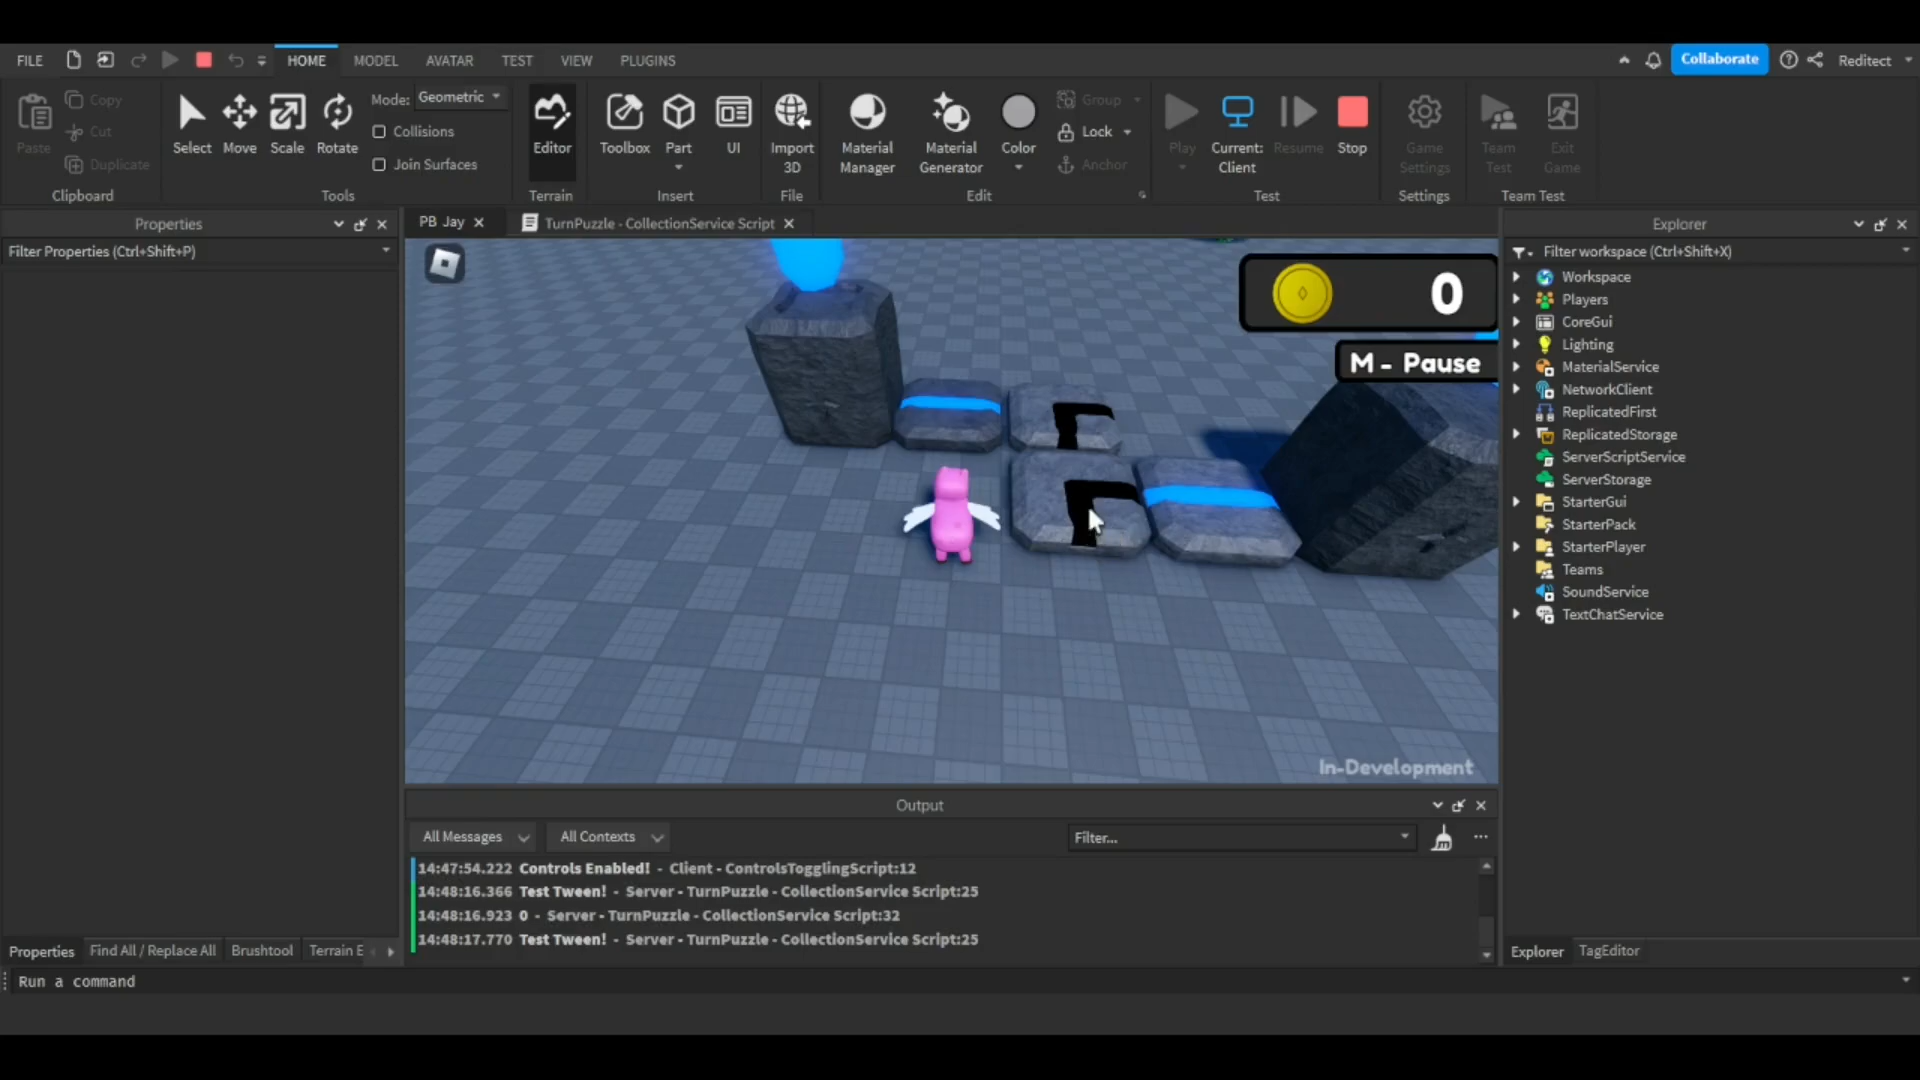 FILE HOME MODEL AVATAR TEST VIEW PLUGINS Collaborate Reditect
Paste Copy Cut Duplicate Clipboard
Select Move Scale Rotate Mode: Geometric Collisions Join Surfaces Tools
Editor Terrain
Toolbox Part UI Insert
Import 3D File
Material Manager Material Generator Color Group Lock Anchor Edit
Play Current: Client Resume Stop Test
Game Settings Settings
Team Test Exit Game Team Test
Properties
Filter Properties (Ctrl+Shift+P)
PB Jay TurnPuzzle - CollectionService Script
0
M - Pause
In-Development
Explorer
Filter workspace (Ctrl+Shift+X)
Workspace
Players
CoreGui
Lighting
MaterialService
NetworkClient
ReplicatedFirst
ReplicatedStorage
ServerScriptService
ServerStorage
StarterGui
StarterPack
StarterPlayer
Teams
SoundService
TextChatService
Output
All Messages All Contexts Filter...
14:47:54.222 Controls Enabled! - Client - ControlsTogglingScript:12
14:48:16.366 Test Tween! - Server - TurnPuzzle - CollectionService Script:25
14:48:16.923 0 - Server - TurnPuzzle - CollectionService Script:32
14:48:17.770 Test Tween! - Server - TurnPuzzle - CollectionService Script:25
Properties Find All / Replace All Brushtool Terrain E
Explorer TagEditor
Run a command